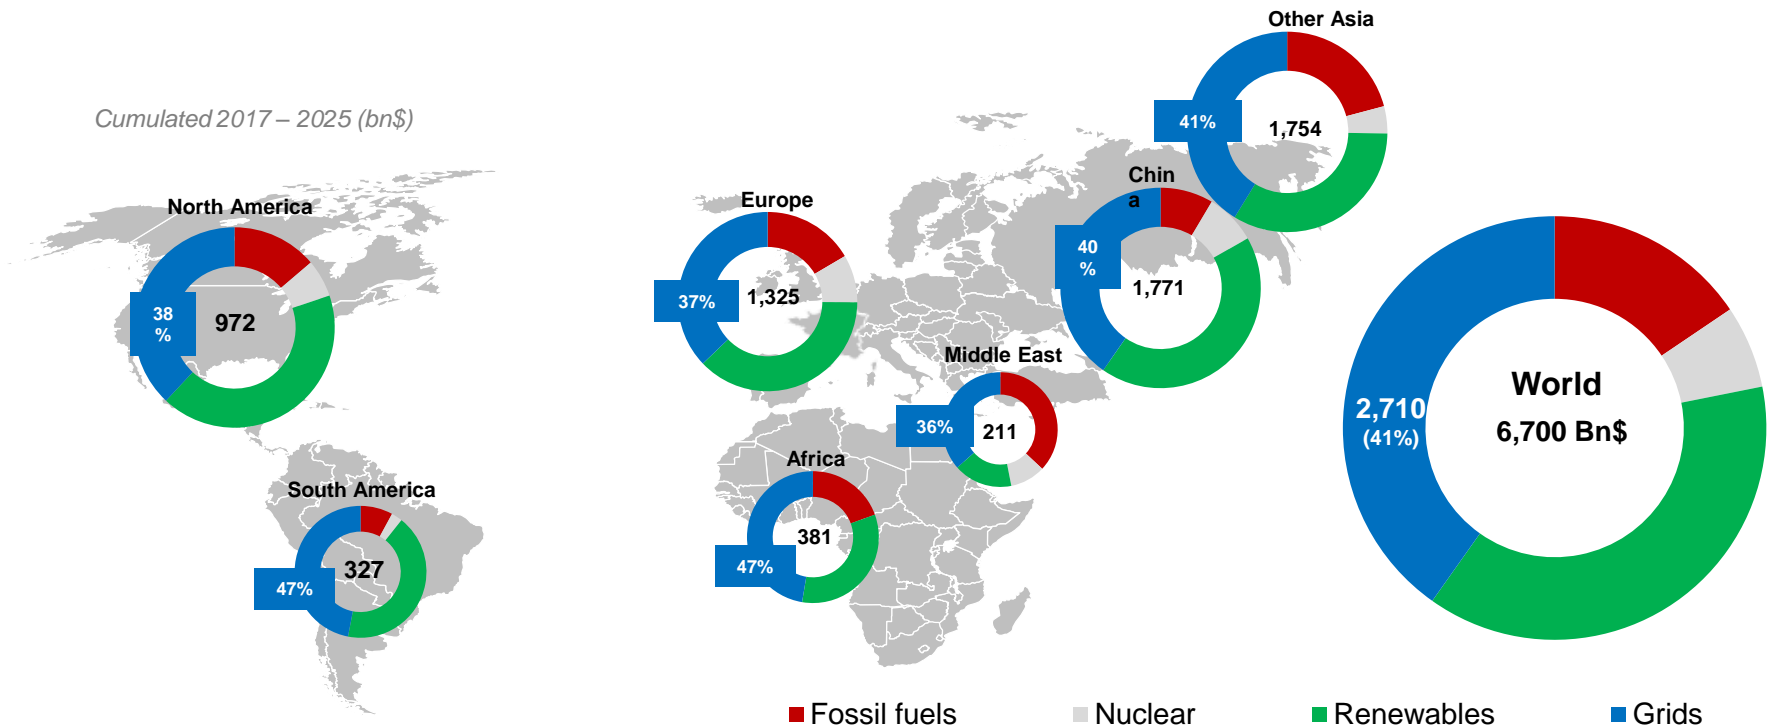 Other Asia
41%
1,754
Cumulated 2017 – 2025 (bn$)
North America
38
%
972
Europe
37%
1,325
Chin
a
40
%
1,771
Middle East
36%
211
Africa
47%
381
South America
47%
327
World
6,700 Bn$
2,710
(41%)
Fossil fuels
Nuclear
Renewables
Grids